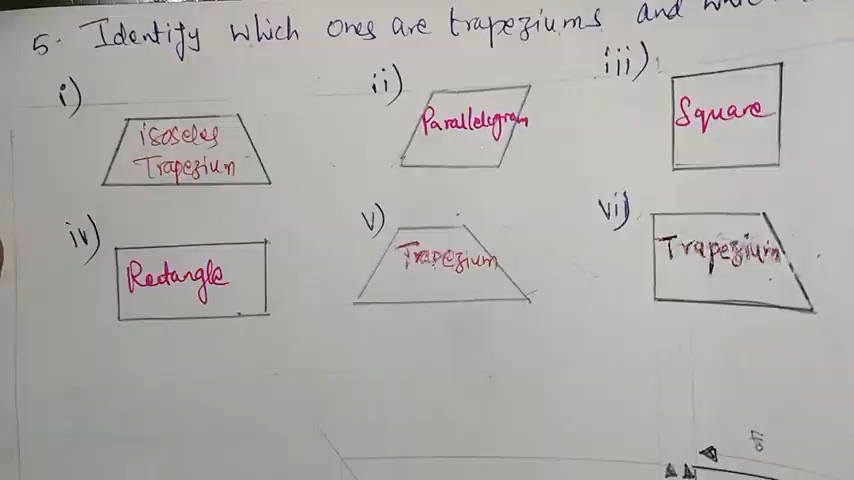 5. Identify which ones are trapeziums and
i)
ii)
iii)
isoseles
Trapezium
Parallelogram
Square
iv)
v)
vi)
Rectangle
Trapezium
Trapezium